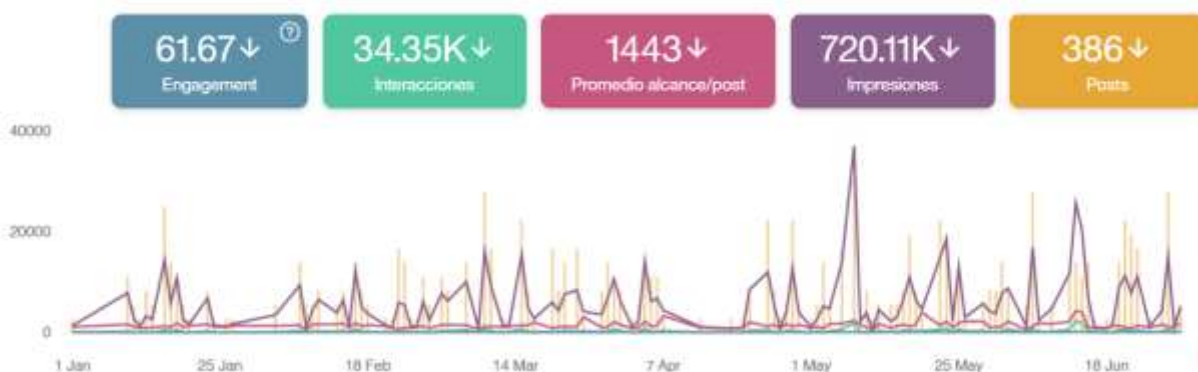 61.67↓ ?
Engagement
34.35K↓
Interacciones
1443↓
Promedio alcance/post
720.11K↓
Impresiones
386↓
Posts
40000
20000
0
1 Jan 25 Jan 18 Feb 14 Mar 7 Apr 1 May 25 May 18 Jun